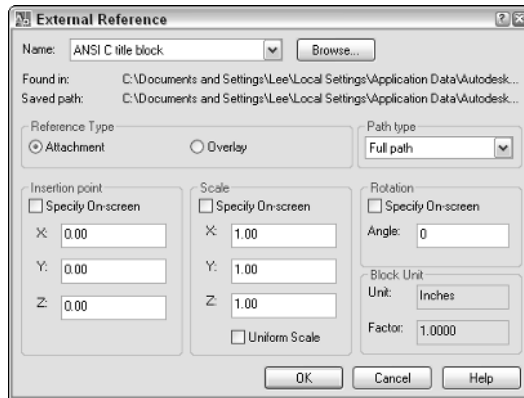 External Reference
Name: ANSI C title block Browse...
Found in: C:\Documents and Settings\Lee\Local Settings\Application Data\Autodesk...
Saved path: C:\Documents and Settings\Lee\Local Settings\Application Data\Autodesk...
Reference Type
Attachment Overlay
Path type
Full path
Insertion point
Specify On-screen
X: 0.00
Y: 0.00
Z: 0.00
Scale
Specify On-screen
X: 1.00
Y: 1.00
Z: 1.00
Uniform Scale
Rotation
Specify On-screen
Angle: 0
Block Unit
Unit: Inches
Factor: 1.0000
OK Cancel Help